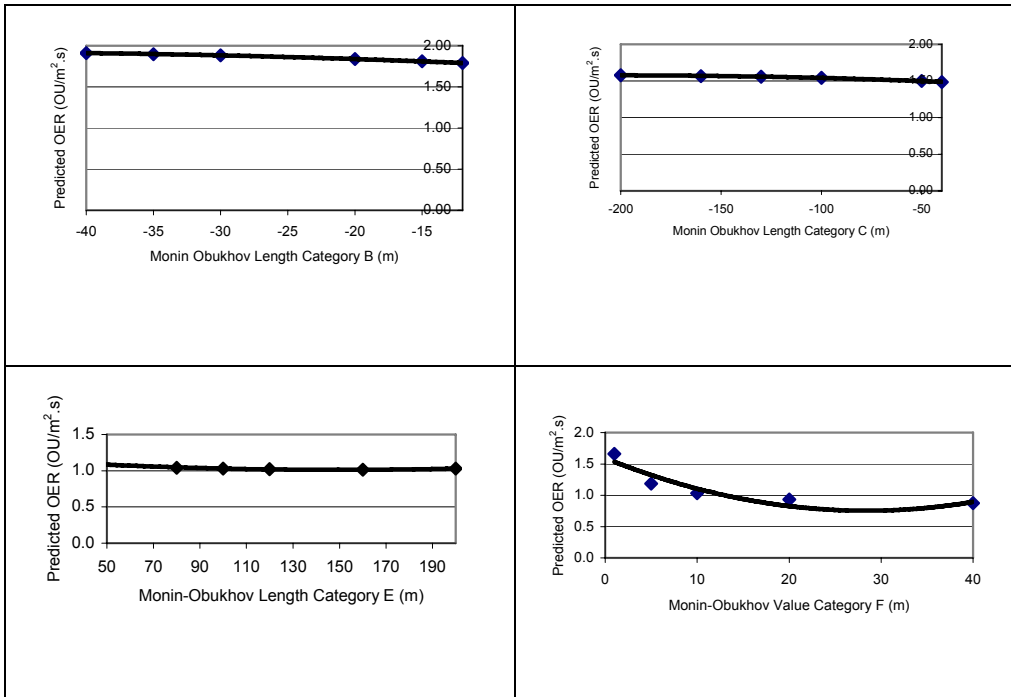 Predicted OER (OU/m².s)
2.00
1.50
1.00
0.50
0.00
-40 -35 -30 -25 -20 -15
Monin Obukhov Length Category B (m)
Predicted OER (OU/m².s)
2.00
1.50
1.00
0.50
0.00
-200 -150 -100 -50
Monin Obukhov Length Category C (m)
Predicted OER (OU/m².s)
1.5
1.0
0.5
0.0
50 70 90 110 130 150 170 190
Monin-Obukhov Length Category E (m)
Predicted OER (OU/m².s)
2.0
1.5
1.0
0.5
0.0
0 10 20 30 40
Monin-Obukhov Value Category F (m)